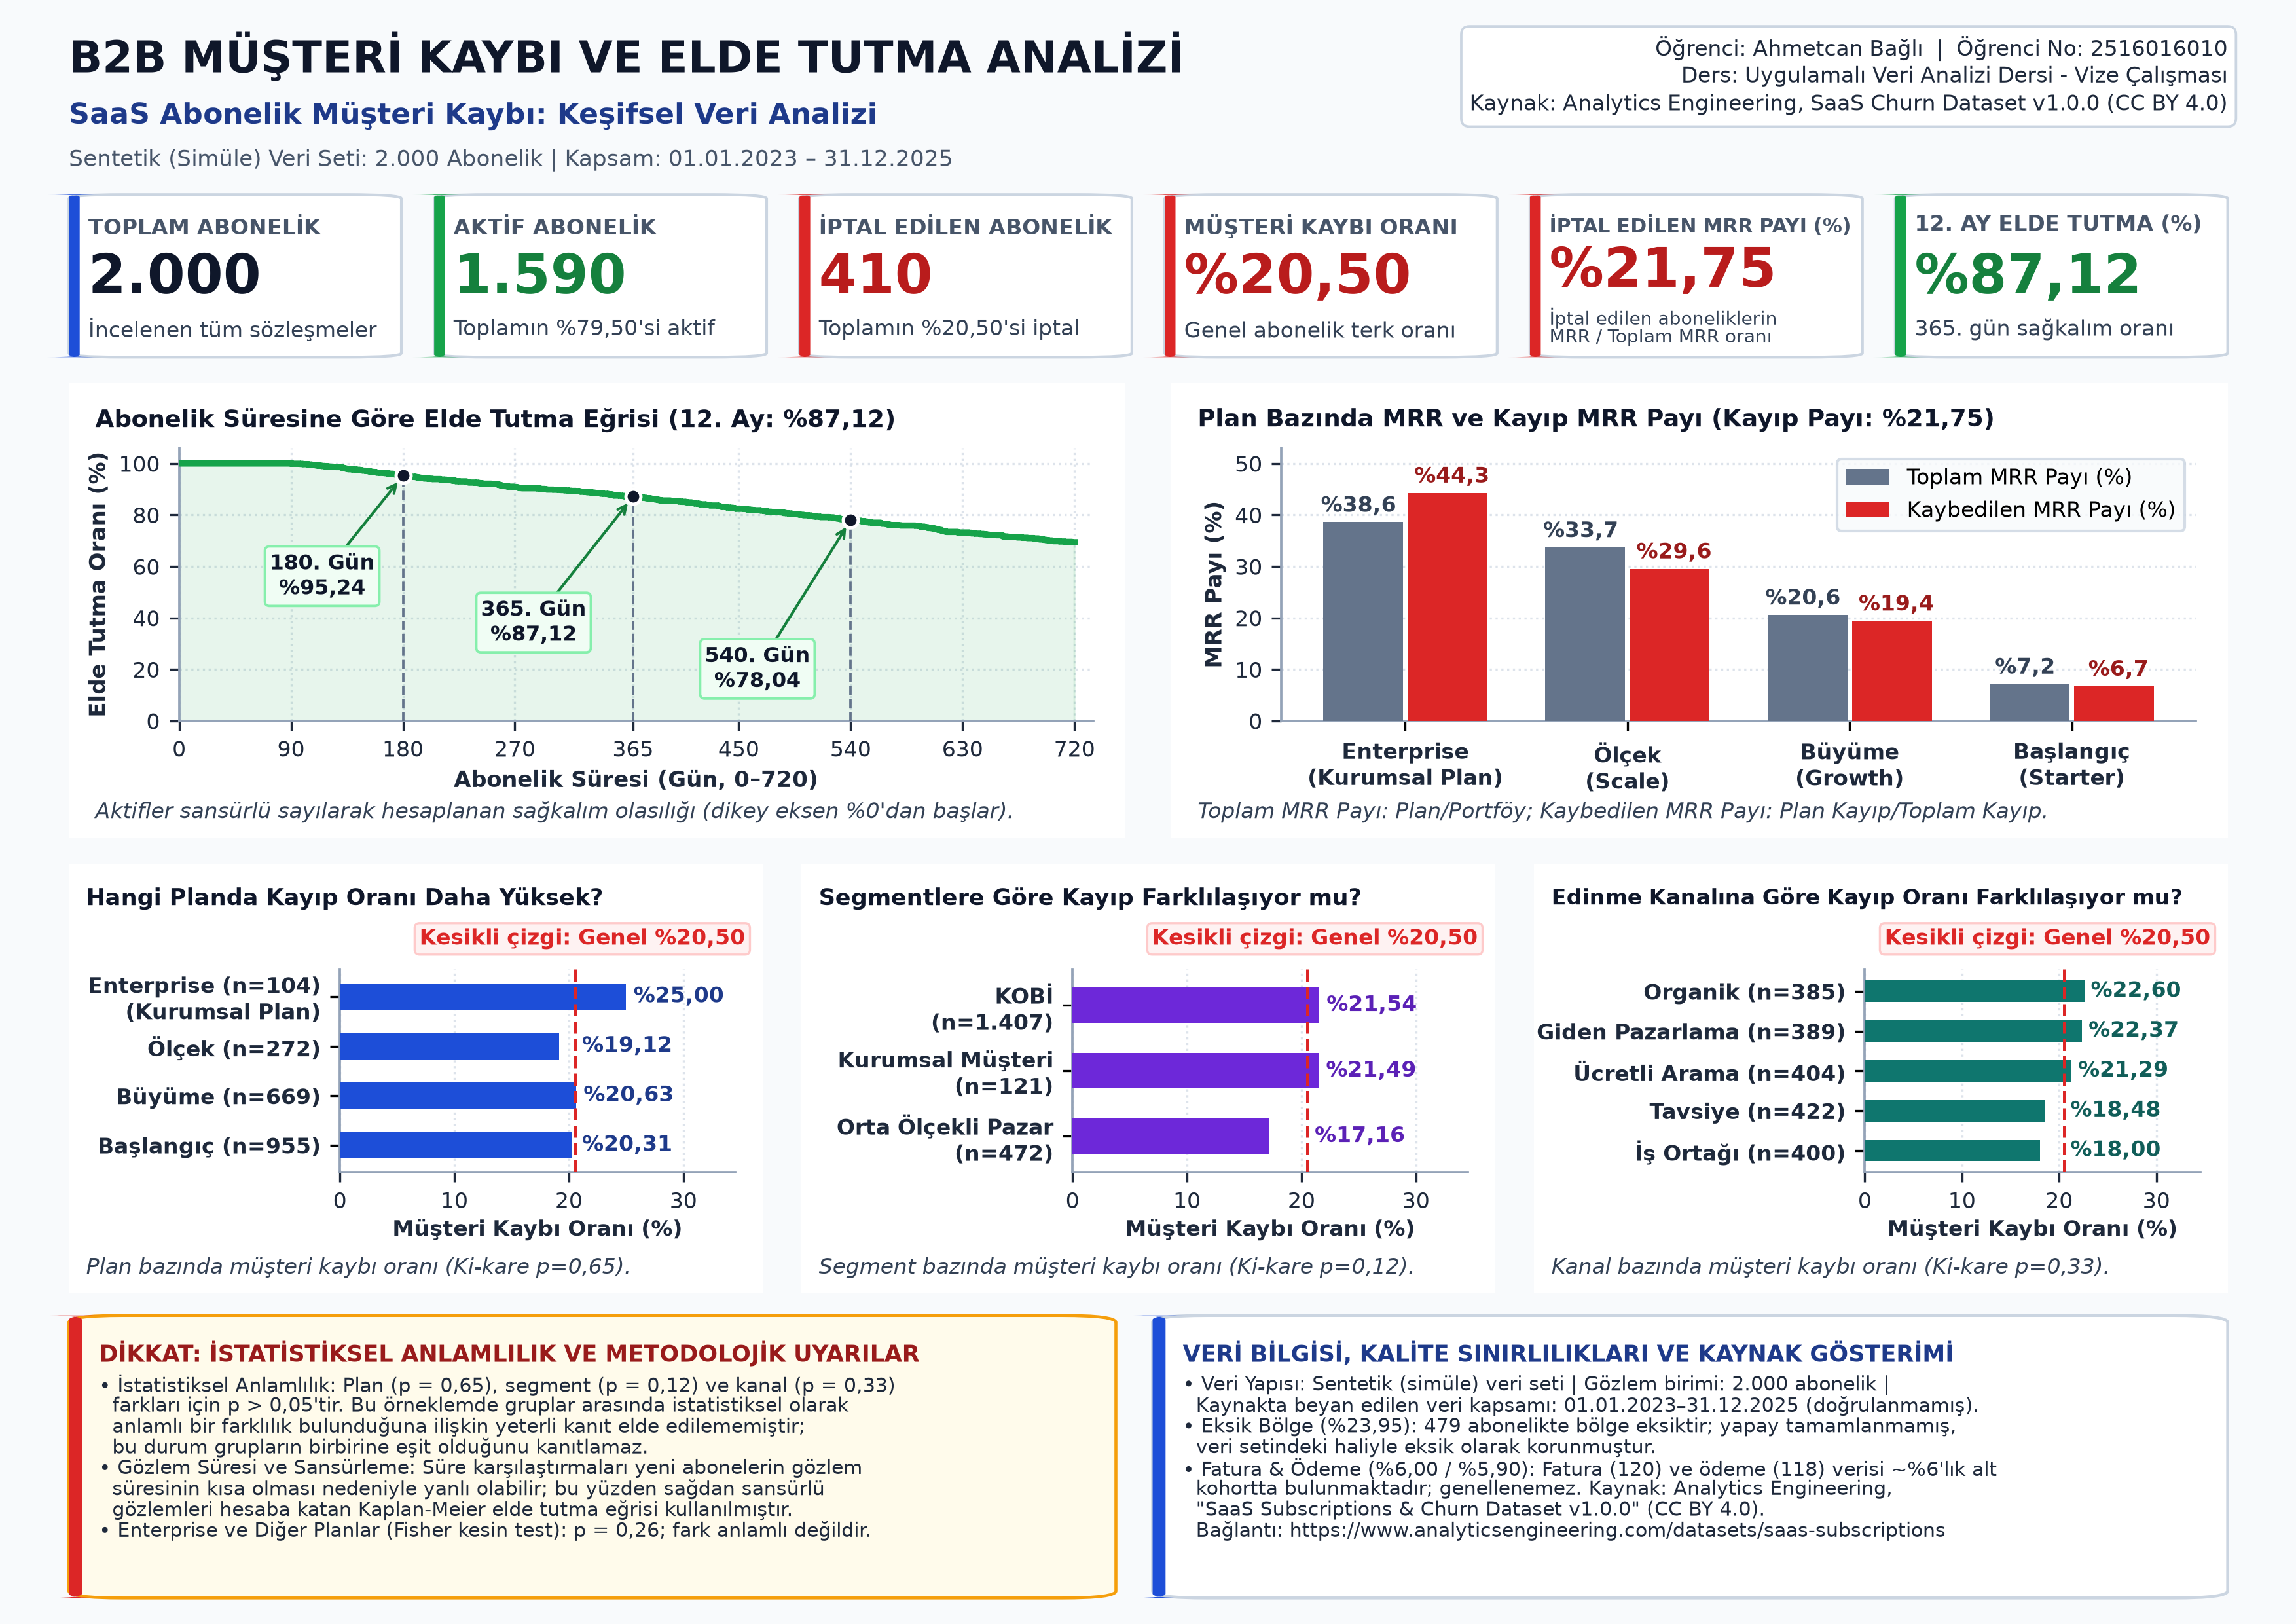 B2B MÜŞTERİ KAYBI VE ELDE TUTMA ANALİZİ
SaaS Abonelik Müşteri Kaybı: Keşifsel Veri Analizi
Sentetik (Simüle) Veri Seti: 2.000 Abonelik | Kapsam: 01.01.2023 – 31.12.2025
Öğrenci: Ahmetcan Bağlı | Öğrenci No: 2516016010
Ders: Uygulamalı Veri Analizi Dersi - Vize Çalışması
Kaynak: Analytics Engineering, SaaS Churn Dataset v1.0.0 (CC BY 4.0)
TOPLAM ABONELİK
2.000
İncelenen tüm sözleşmeler
AKTİF ABONELİK
1.590
Toplamın %79,50'si aktif
İPTAL EDİLEN ABONELİK
410
Toplamın %20,50'si iptal
MÜŞTERİ KAYBI ORANI
%20,50
Genel abonelik terk oranı
İPTAL EDİLEN MRR PAYI (%)
%21,75
İptal edilen aboneliklerin
MRR / Toplam MRR oranı
12. AY ELDE TUTMA (%)
%87,12
365. gün sağkalım oranı
Abonelik Süresine Göre Elde Tutma Eğrisi (12. Ay: %87,12)
Elde Tutma Oranı (%)
100
80
60
40
20
0
180. Gün
%95,24
365. Gün
%87,12
540. Gün
%78,04
0 90 180 270 365 450 540 630 720
Abonelik Süresi (Gün, 0–720)
Aktifler sansürlü sayılarak hesaplanan sağkalım olasılığı (dikey eksen %0'dan başlar).
Plan Bazında MRR ve Kayıp MRR Payı (Kayıp Payı: %21,75)
MRR Payı (%)
50
40
30
20
10
0
Toplam MRR Payı (%)
Kaybedilen MRR Payı (%)
%38,6 %44,3
%33,7 %29,6
%20,6 %19,4
%7,2 %6,7
Enterprise
(Kurumsal Plan)
Ölçek
(Scale)
Büyüme
(Growth)
Başlangıç
(Starter)
Toplam MRR Payı: Plan/Portföy; Kaybedilen MRR Payı: Plan Kayıp/Toplam Kayıp.
Hangi Planda Kayıp Oranı Daha Yüksek?
Kesikli çizgi: Genel %20,50
Enterprise (n=104)
(Kurumsal Plan)
%25,00
Ölçek (n=272) %19,12
Büyüme (n=669) %20,63
Başlangıç (n=955) %20,31
0 10 20 30
Müşteri Kaybı Oranı (%)
Plan bazında müşteri kaybı oranı (Ki-kare p=0,65).
Segmentlere Göre Kayıp Farklılaşıyor mu?
Kesikli çizgi: Genel %20,50
KOBİ
(n=1.407)
%21,54
Kurumsal Müşteri
(n=121)
%21,49
Orta Ölçekli Pazar
(n=472)
%17,16
0 10 20 30
Müşteri Kaybı Oranı (%)
Segment bazında müşteri kaybı oranı (Ki-kare p=0,12).
Edinme Kanalına Göre Kayıp Oranı Farklılaşıyor mu?
Kesikli çizgi: Genel %20,50
Organik (n=385) %22,60
Giden Pazarlama (n=389) %22,37
Ücretli Arama (n=404) %21,29
Tavsiye (n=422) %18,48
İş Ortağı (n=400) %18,00
0 10 20 30
Müşteri Kaybı Oranı (%)
Kanal bazında müşteri kaybı oranı (Ki-kare p=0,33).
DİKKAT: İSTATİSTİKSEL ANLAMLILIK VE METODOLOJİK UYARILAR
• İstatistiksel Anlamlılık: Plan (p = 0,65), segment (p = 0,12) ve kanal (p = 0,33)
farkları için p > 0,05'tir. Bu örneklemde gruplar arasında istatistiksel olarak
anlamlı bir farklılık bulunduğuna ilişkin yeterli kanıt elde edilememiştir;
bu durum grupların birbirine eşit olduğunu kanıtlamaz.
• Gözlem Süresi ve Sansürleme: Süre karşılaştırmaları yeni abonelerin gözlem
süresinin kısa olması nedeniyle yanlı olabilir; bu yüzden sağdan sansürlü
gözlemleri hesaba katan Kaplan-Meier elde tutma eğrisi kullanılmıştır.
• Enterprise ve Diğer Planlar (Fisher kesin test): p = 0,26; fark anlamlı değildir.
VERİ BİLGİSİ, KALİTE SINIRLILIKLARI VE KAYNAK GÖSTERİMİ
• Veri Yapısı: Sentetik (simüle) veri seti | Gözlem birimi: 2.000 abonelik |
Kaynakta beyan edilen veri kapsamı: 01.01.2023–31.12.2025 (doğrulanmamış).
• Eksik Bölge (%23,95): 479 abonelikte bölge eksiktir; yapay tamamlanmamış,
veri setindeki haliyle eksik olarak korunmuştur.
• Fatura & Ödeme (%6,00 / %5,90): Fatura (120) ve ödeme (118) verisi ~%6'lık alt
kohortta bulunmaktadır; genellenemez. Kaynak: Analytics Engineering,
"SaaS Subscriptions & Churn Dataset v1.0.0" (CC BY 4.0).
Bağlantı: https://www.analyticsengineering.com/datasets/saas-subscriptions